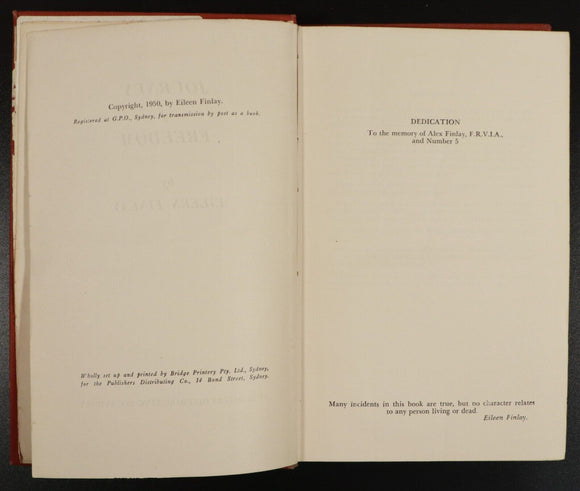 Copyright, 1950, by Eileen Finlay.
Registered at G.P.O., Sydney, for transmission by post as a book.
Wholly set up and printed by Bridge Printery Pty. Ltd., Sydney,
for the Publishers Distributing Co., 14 Bond Street, Sydney.
DEDICATION
To the memory of Alex Finlay, F.R.V.I.A.,
and Number 5
Many incidents in this book are true, but no character relates
to any person living or dead.
Eileen Finlay.